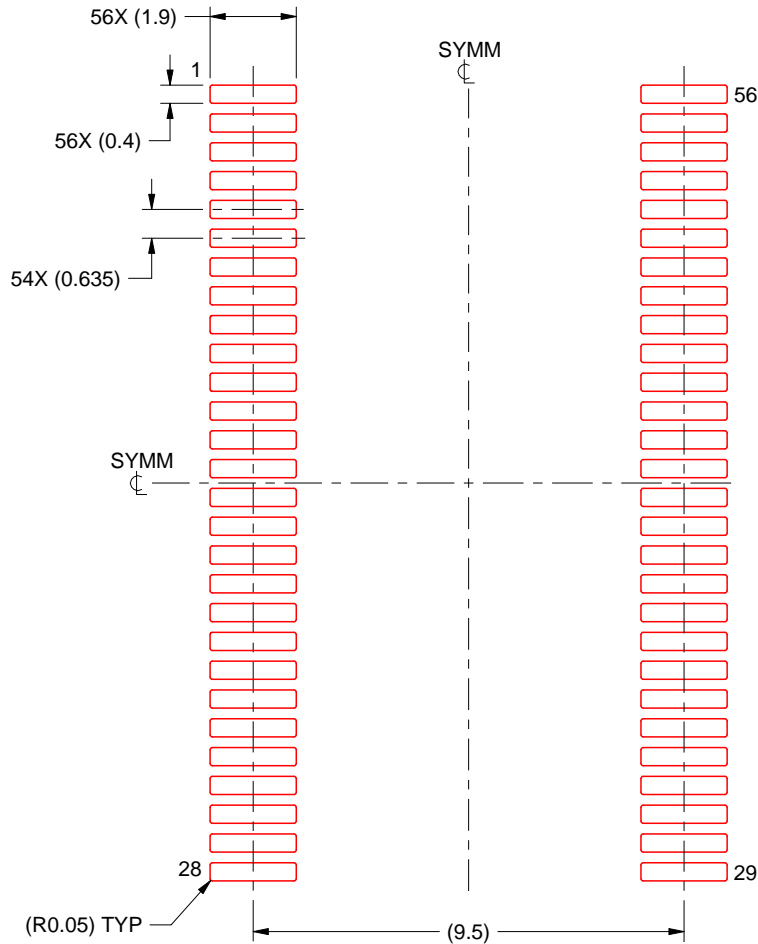 56X (1.9)
SYMM
1
56
56X (0.4)
54X (0.635)
SYMM
28
29
(R0.05) TYP
(9.5)